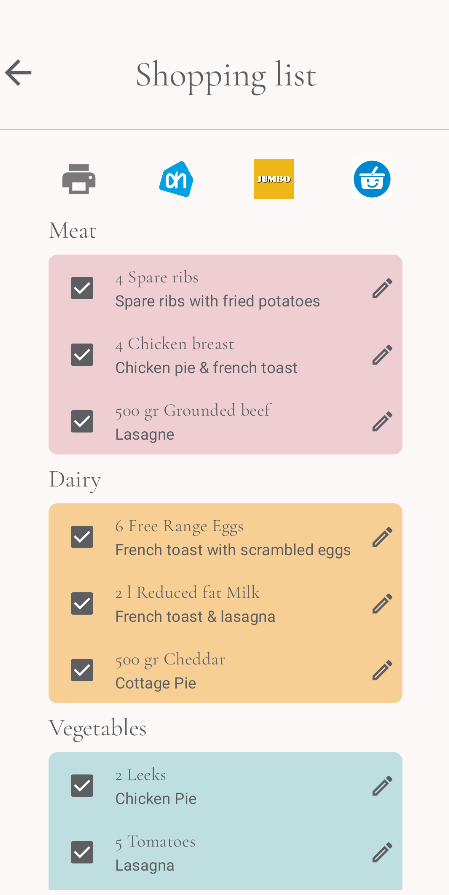 Shopping list
ah JUMBO
Meat
4 Spare ribs
Spare ribs with fried potatoes
4 Chicken breast
Chicken pie & french toast
500 gr Grounded beef
Lasagne
Dairy
6 Free Range Eggs
French toast with scrambled eggs
2 l Reduced fat Milk
French toast & lasagna
500 gr Cheddar
Cottage Pie
Vegetables
2 Leeks
Chicken Pie
5 Tomatoes
Lasagna